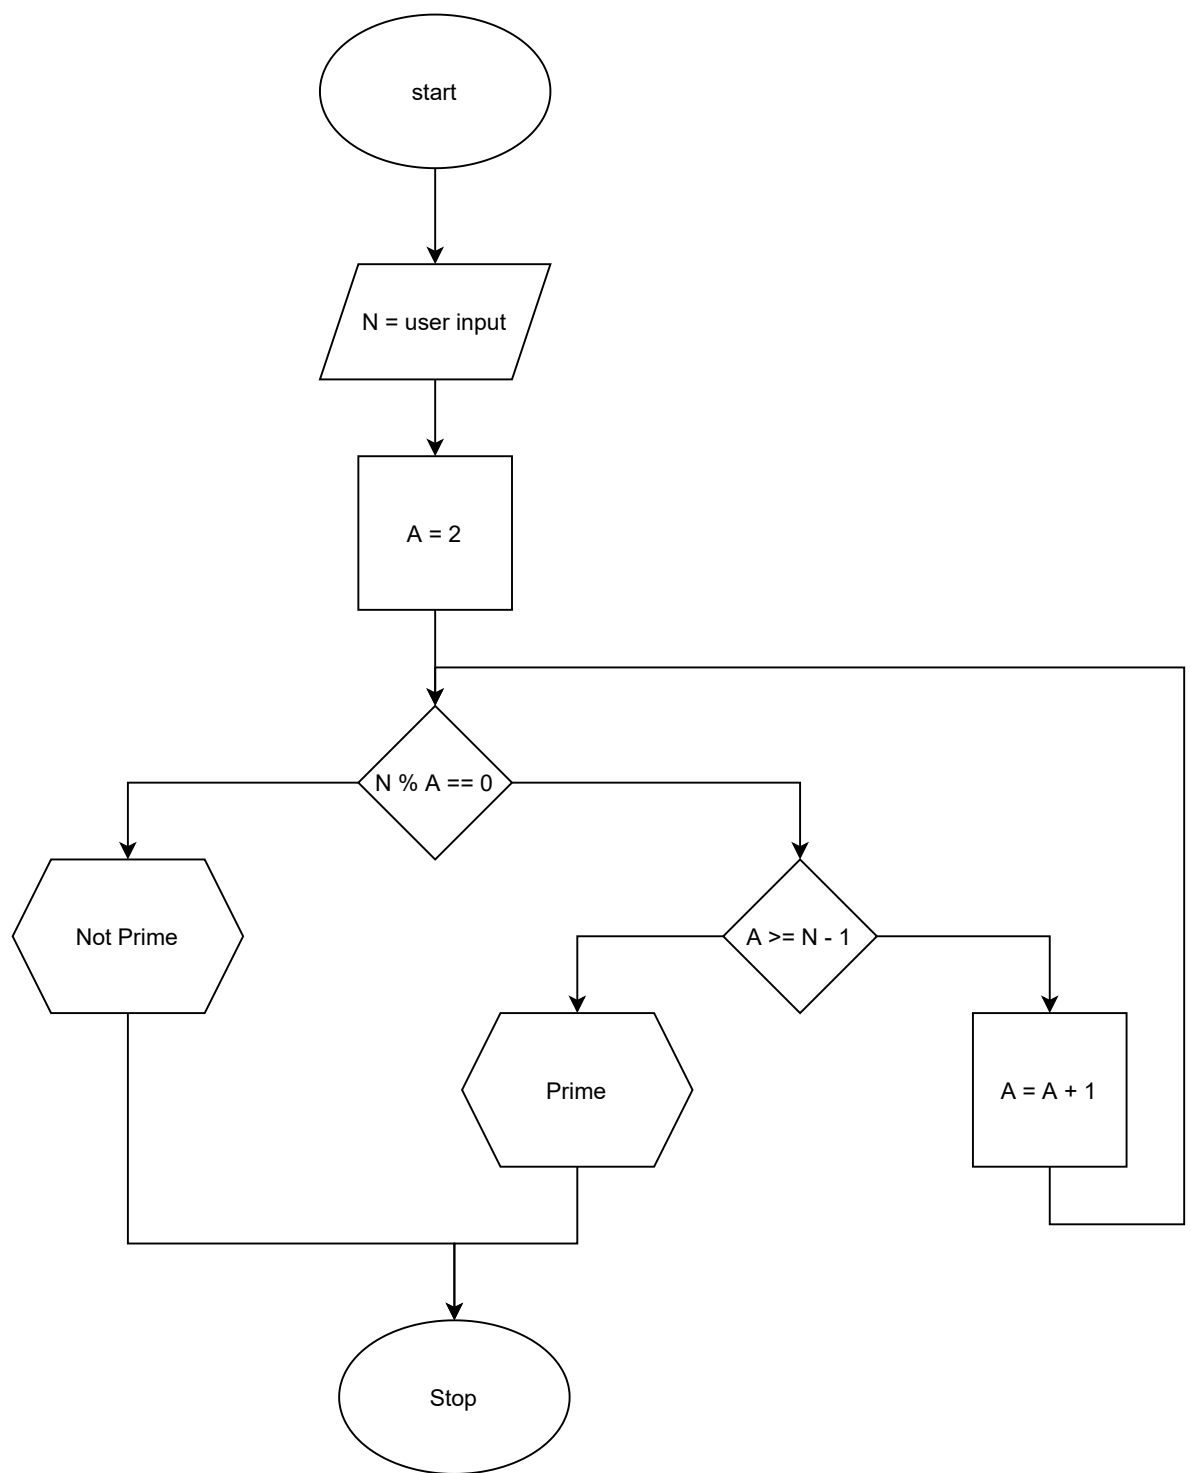 start
N = user input
A = 2
N % A == 0
Not Prime
A >= N - 1
Prime
A = A + 1
Stop